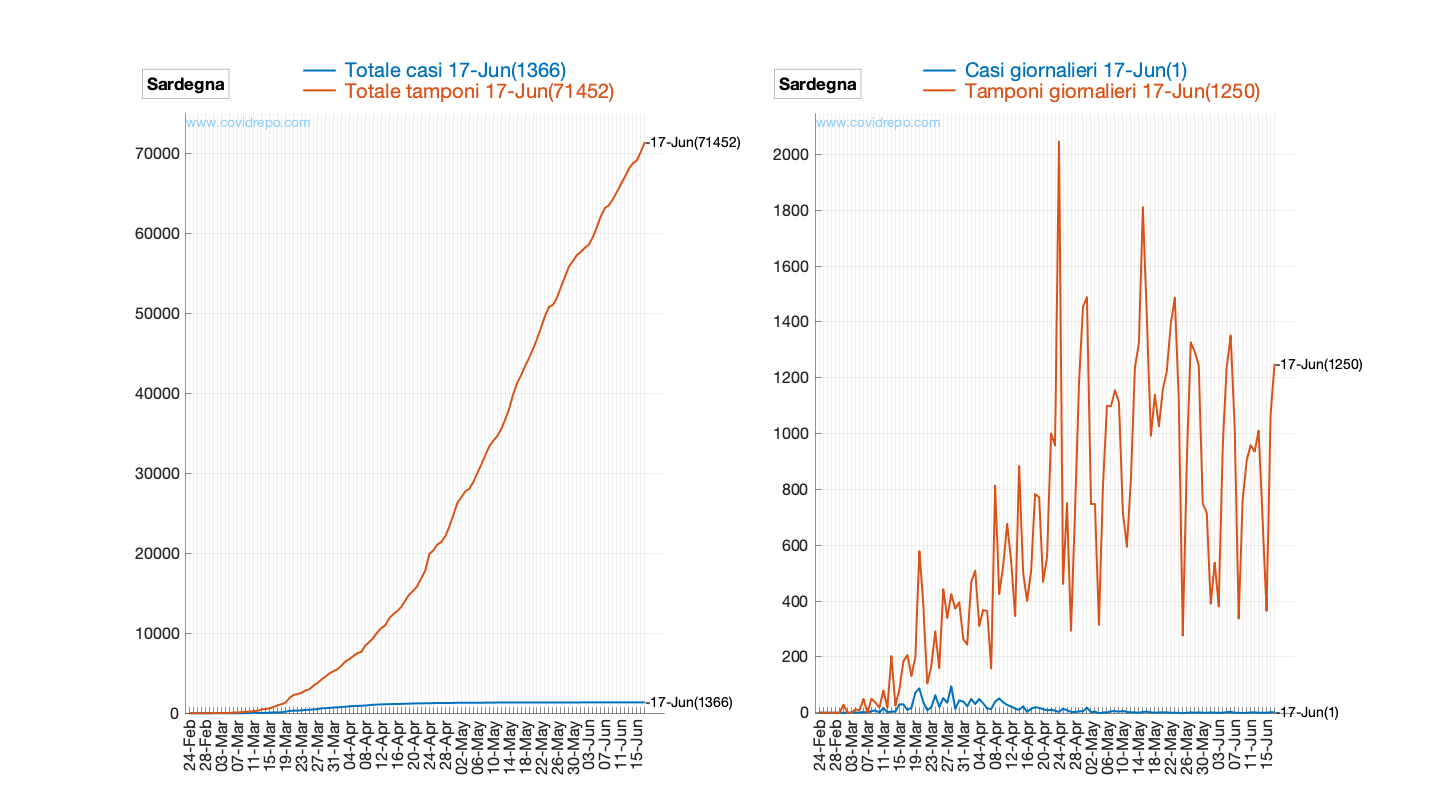 Sardegna
Totale casi 17-Jun(1366)
Totale tamponi 17-Jun(71452)
www.covidrepo.com
17-Jun(71452)
70000
60000
50000
40000
30000
20000
10000
0
17-Jun(1366)
24-Feb
28-Feb
03-Mar
07-Mar
11-Mar
15-Mar
19-Mar
23-Mar
27-Mar
31-Mar
04-Apr
08-Apr
12-Apr
16-Apr
20-Apr
24-Apr
28-Apr
02-May
06-May
10-May
14-May
18-May
22-May
26-May
30-May
03-Jun
07-Jun
11-Jun
15-Jun
Sardegna
Casi giornalieri 17-Jun(1)
Tamponi giornalieri 17-Jun(1250)
www.covidrepo.com
2000
1800
1600
1400
17-Jun(1250)
1200
1000
800
600
400
200
0
17-Jun(1)
24-Feb
28-Feb
03-Mar
07-Mar
11-Mar
15-Mar
19-Mar
23-Mar
27-Mar
31-Mar
04-Apr
08-Apr
12-Apr
16-Apr
20-Apr
24-Apr
28-Apr
02-May
06-May
10-May
14-May
18-May
22-May
26-May
30-May
03-Jun
07-Jun
11-Jun
15-Jun